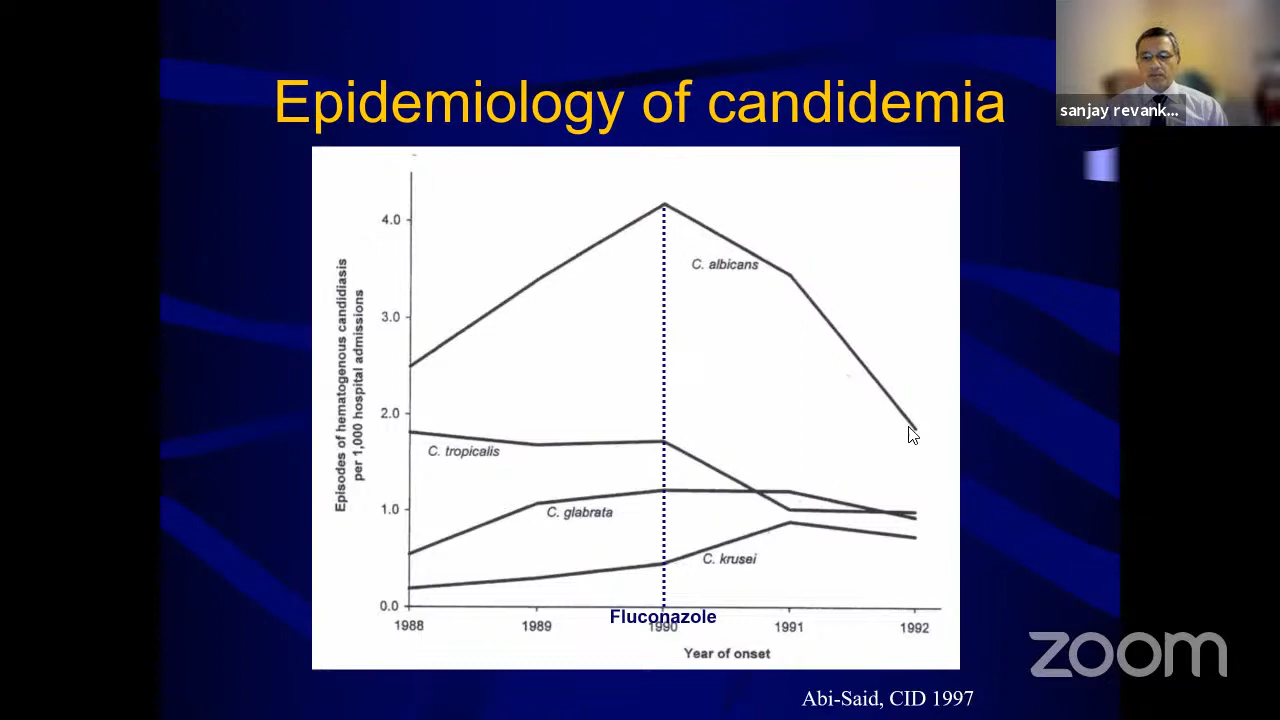 Epidemiology of candidemia
sanjay revank...
Episodes of hematogenous candidiasis
per 1,000 hospital admissions
4.0
3.0
2.0
1.0
0.0
C. albicans
C. tropicalis
C. glabrata
C. krusei
Fluconazole
1988
1989
1990
1991
1992
Year of onset
zoom
Abi-Said, CID 1997